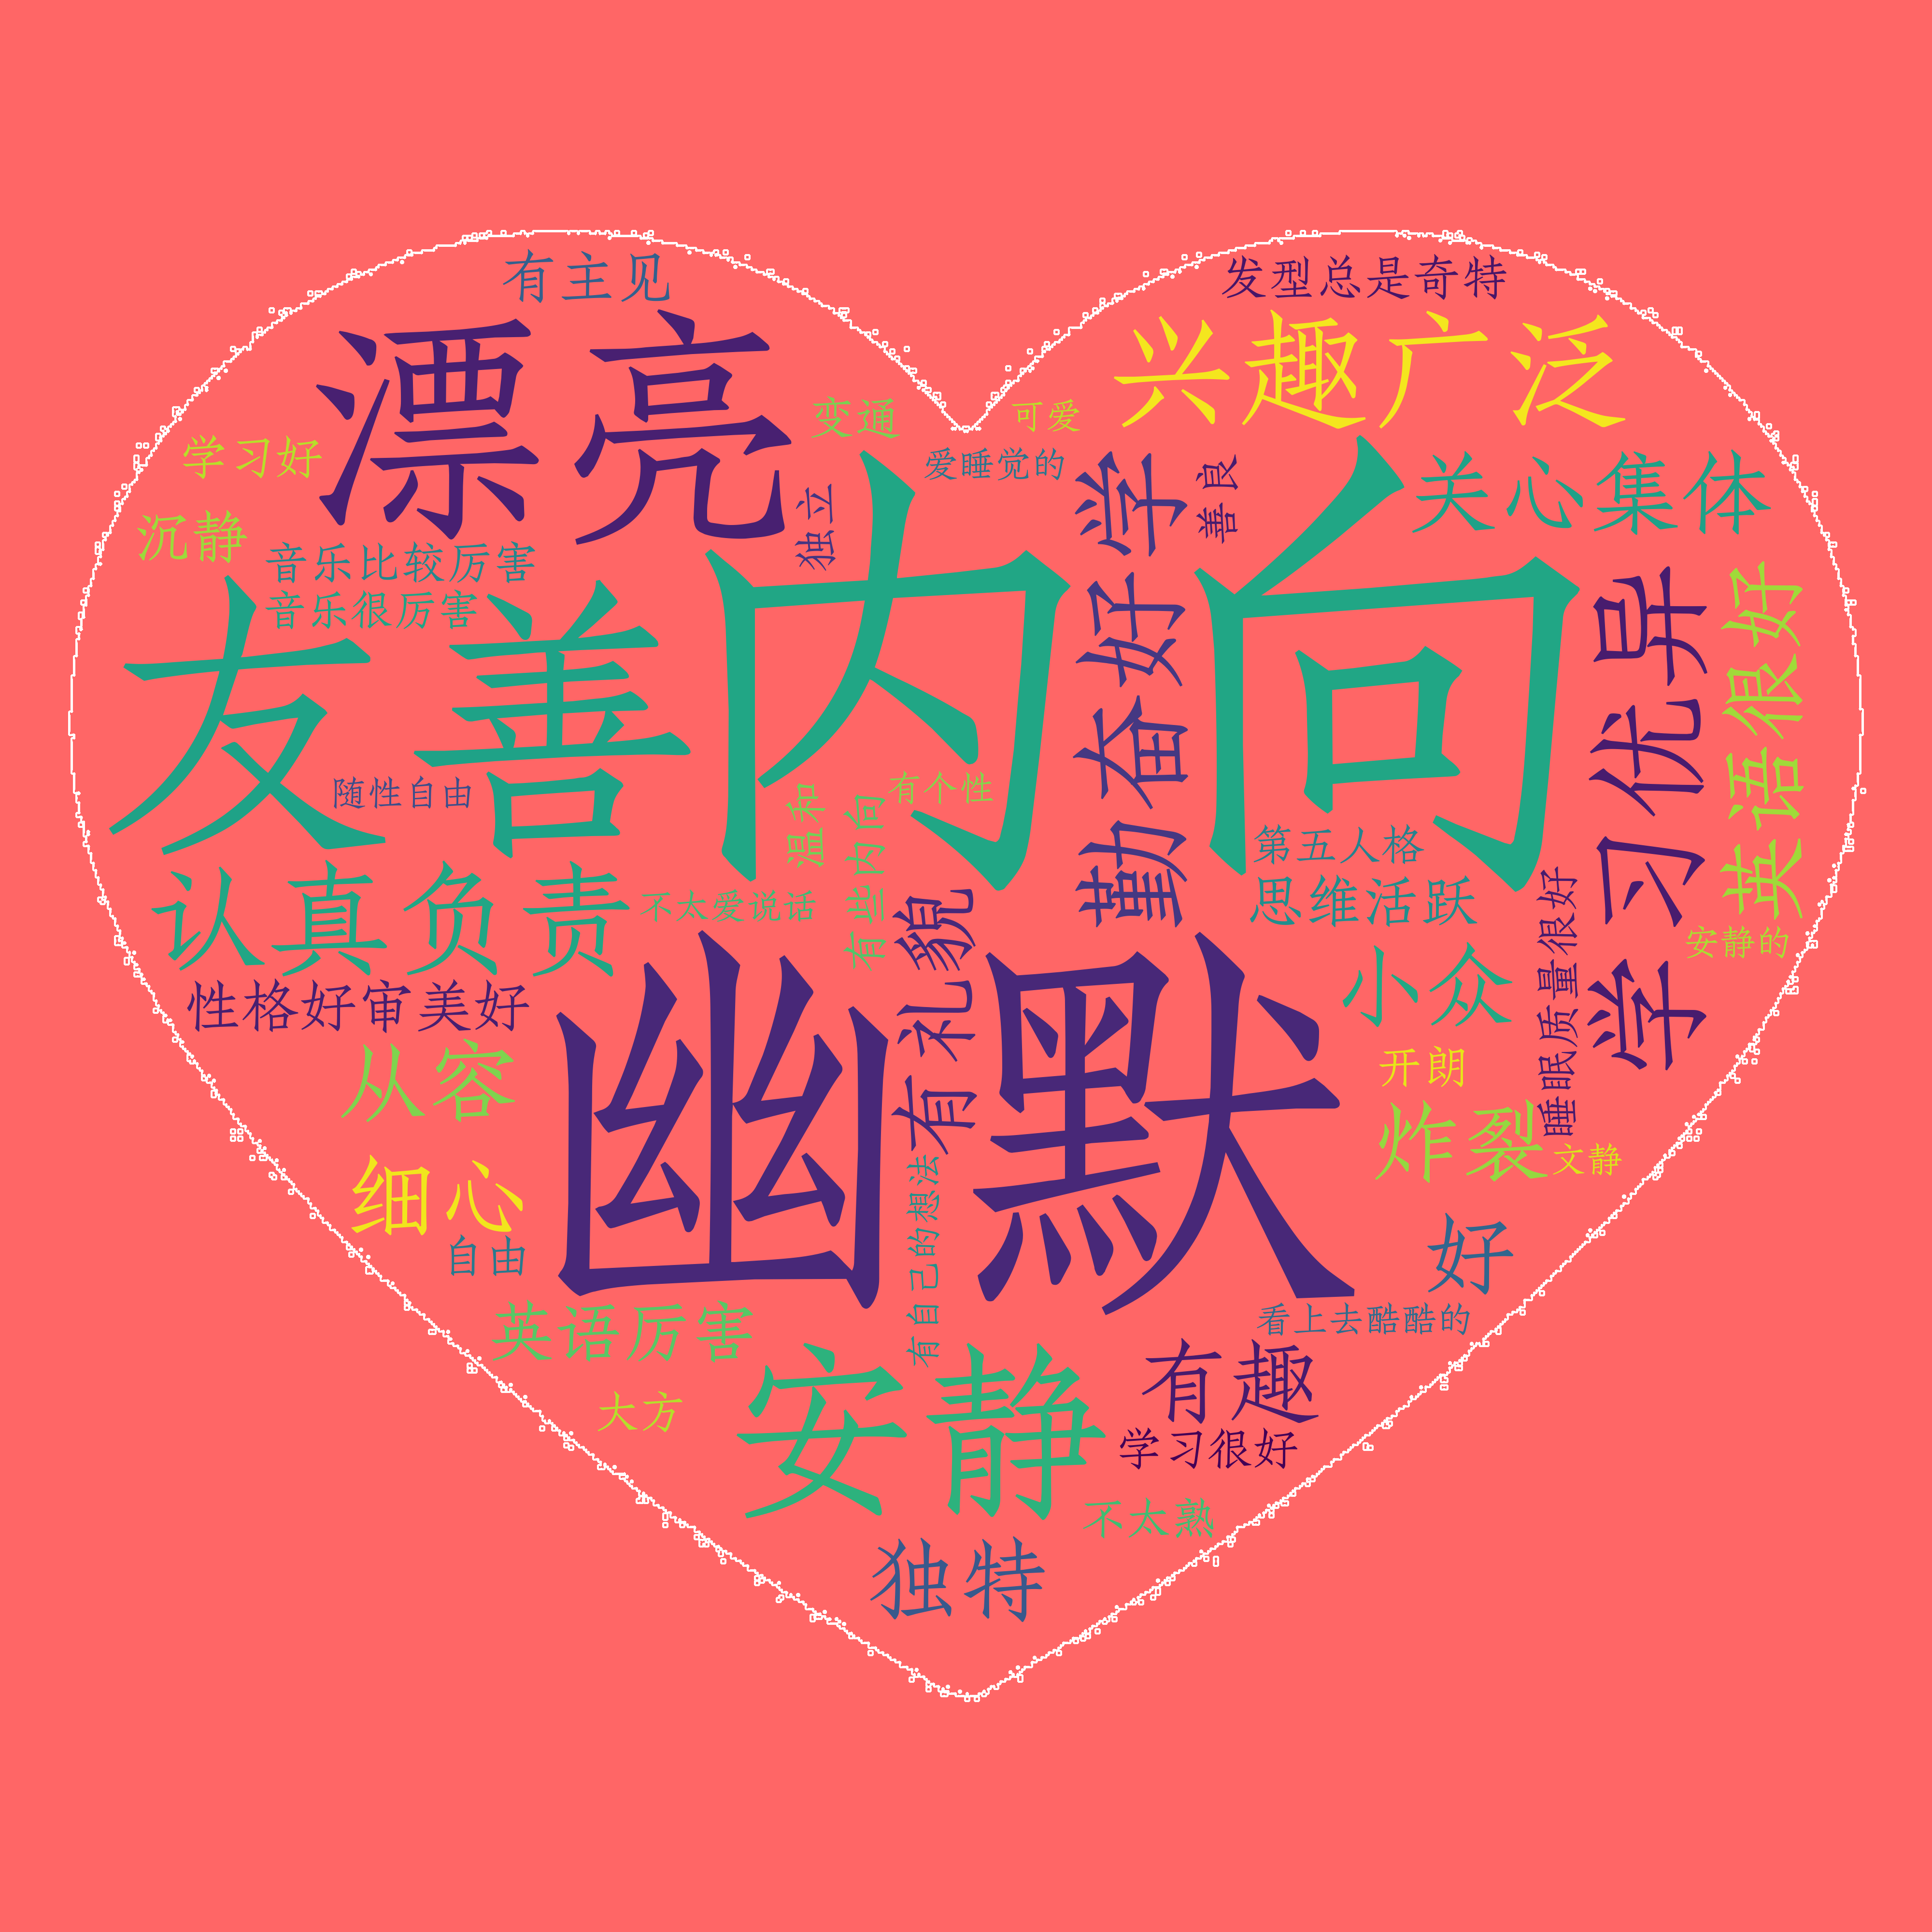 有主见
发型总是奇特
漂亮
兴趣广泛
变通
可爱
学习好
爱睡觉的
善良
关心集体
沉静
独立
音乐比较厉害
音乐很厉害
友善
内向
勤奋好学
学习优异
英语很好
随性自由
温和
有个性
有些内向
第五人格
认真负责
不太爱说话
思维活跃
有礼貌
睡眠质量很好
安静的
性格好审美好
幽默
小众
从容
开朗
炸裂
文静
细心
有自己的想法
自由
好
英语厉害
看上去酷酷的
安静
有趣
大方
学习很好
不太熟
独特